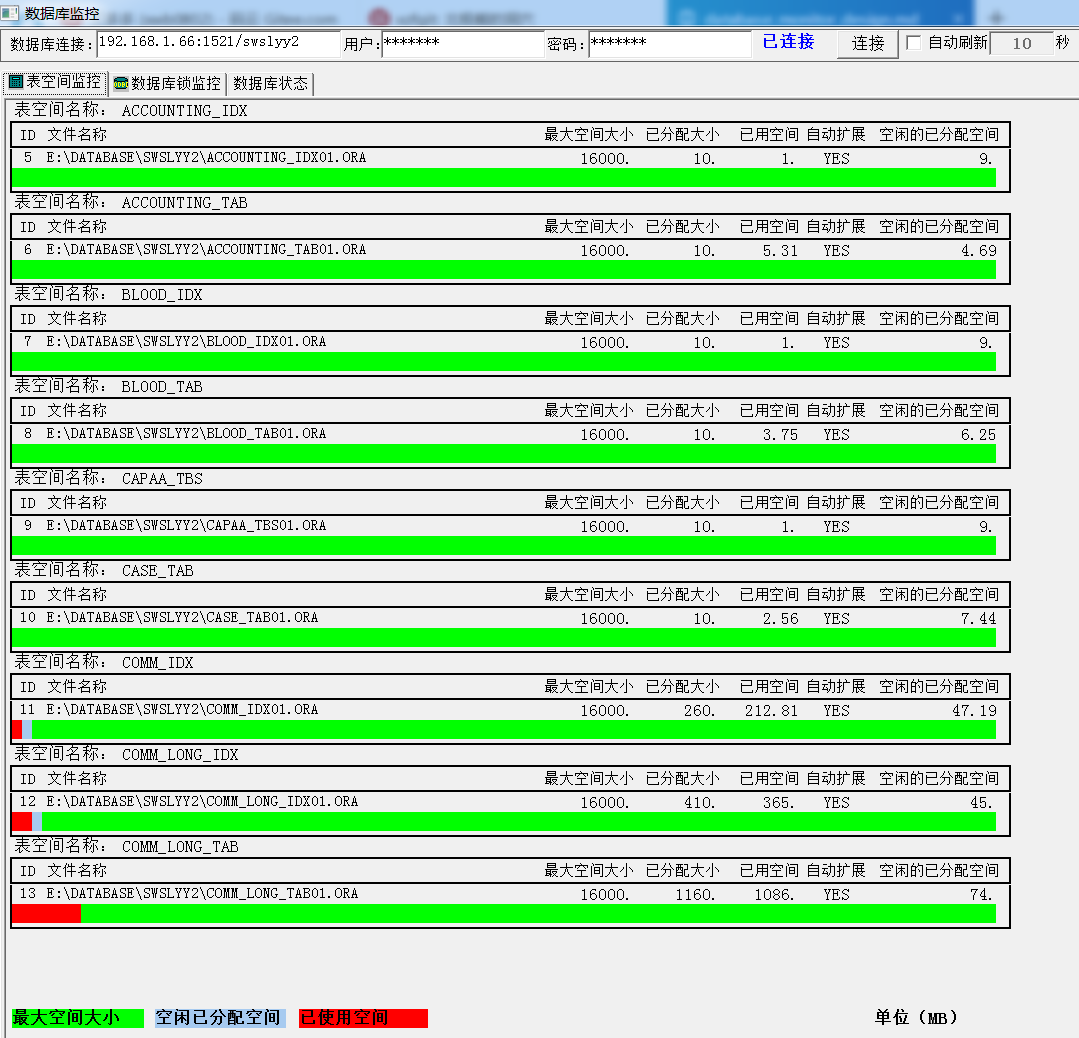 数据库监控
数据库连接: 192.168.1.66:1521/swslyy2 用户: ******* 密码: ******* 已连接 连接 自动刷新 10 秒
表空间监控 数据库锁监控 数据库状态
表空间名称: ACCOUNTING_IDX
ID 文件名称 最大空间大小 已分配大小 已用空间 自动扩展 空闲的已分配空间
5 E:\DATABASE\SWSLYY2\ACCOUNTING_IDX01.ORA 16000. 10. 1. YES 9.
表空间名称: ACCOUNTING_TAB
ID 文件名称 最大空间大小 已分配大小 已用空间 自动扩展 空闲的已分配空间
6 E:\DATABASE\SWSLYY2\ACCOUNTING_TAB01.ORA 16000. 10. 5.31 YES 4.69
表空间名称: BLOOD_IDX
ID 文件名称 最大空间大小 已分配大小 已用空间 自动扩展 空闲的已分配空间
7 E:\DATABASE\SWSLYY2\BLOOD_IDX01.ORA 16000. 10. 1. YES 9.
表空间名称: BLOOD_TAB
ID 文件名称 最大空间大小 已分配大小 已用空间 自动扩展 空闲的已分配空间
8 E:\DATABASE\SWSLYY2\BLOOD_TAB01.ORA 16000. 10. 3.75 YES 6.25
表空间名称: CAPAA_TBS
ID 文件名称 最大空间大小 已分配大小 已用空间 自动扩展 空闲的已分配空间
9 E:\DATABASE\SWSLYY2\CAPAA_TBS01.ORA 16000. 10. 1. YES 9.
表空间名称: CASE_TAB
ID 文件名称 最大空间大小 已分配大小 已用空间 自动扩展 空闲的已分配空间
10 E:\DATABASE\SWSLYY2\CASE_TAB01.ORA 16000. 10. 2.56 YES 7.44
表空间名称: COMM_IDX
ID 文件名称 最大空间大小 已分配大小 已用空间 自动扩展 空闲的已分配空间
11 E:\DATABASE\SWSLYY2\COMM_IDX01.ORA 16000. 260. 212.81 YES 47.19
表空间名称: COMM_LONG_IDX
ID 文件名称 最大空间大小 已分配大小 已用空间 自动扩展 空闲的已分配空间
12 E:\DATABASE\SWSLYY2\COMM_LONG_IDX01.ORA 16000. 410. 365. YES 45.
表空间名称: COMM_LONG_TAB
ID 文件名称 最大空间大小 已分配大小 已用空间 自动扩展 空闲的已分配空间
13 E:\DATABASE\SWSLYY2\COMM_LONG_TAB01.ORA 16000. 1160. 1086. YES 74.
最大空间大小 空闲已分配空间 已使用空间 单位（MB）